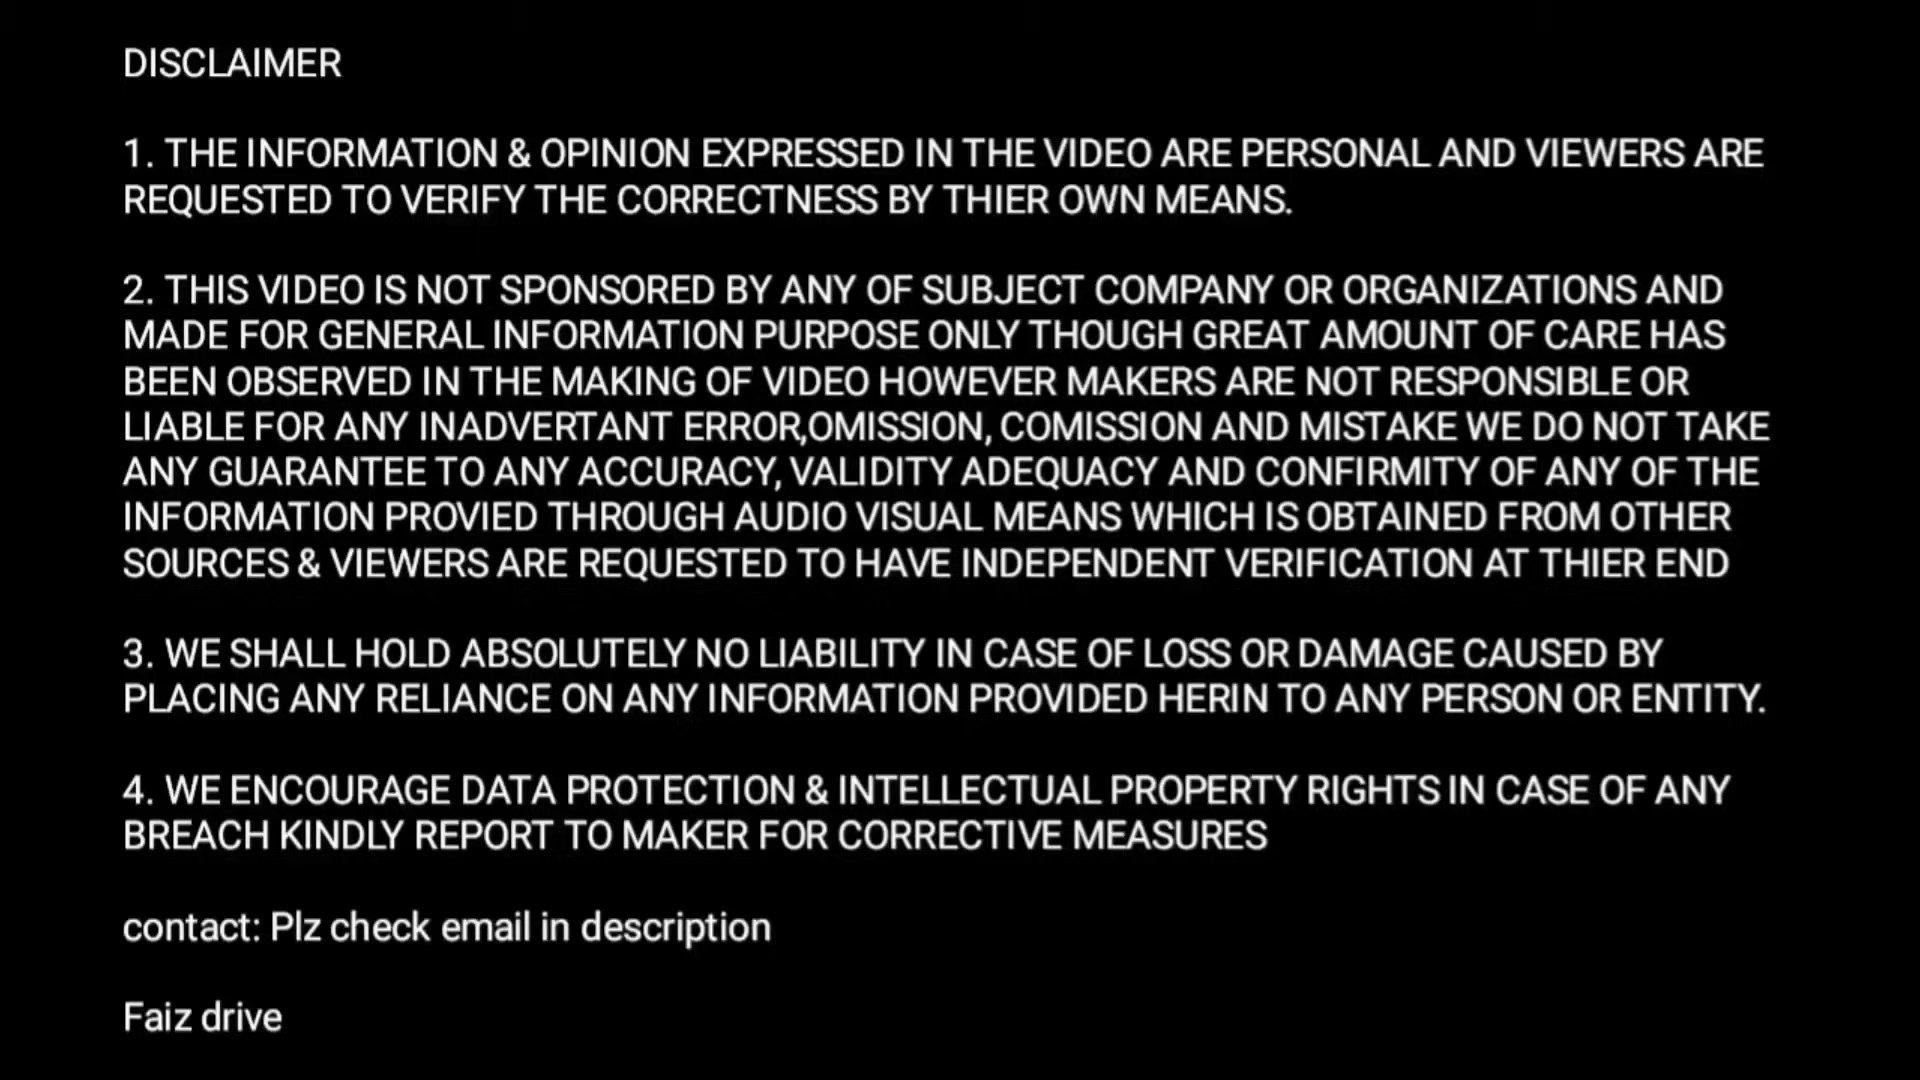 DISCLAIMER
1. THE INFORMATION & OPINION EXPRESSED IN THE VIDEO ARE PERSONAL AND VIEWERS ARE
REQUESTED TO VERIFY THE CORRECTNESS BY THIER OWN MEANS.
2. THIS VIDEO IS NOT SPONSORED BY ANY OF SUBJECT COMPANY OR ORGANIZATIONS AND
MADE FOR GENERAL INFORMATION PURPOSE ONLY THOUGH GREAT AMOUNT OF CARE HAS
BEEN OBSERVED IN THE MAKING OF VIDEO HOWEVER MAKERS ARE NOT RESPONSIBLE OR
LIABLE FOR ANY INADVERTANT ERROR,OMISSION, COMISSION AND MISTAKE WE DO NOT TAKE
ANY GUARANTEE TO ANY ACCURACY, VALIDITY ADEQUACY AND CONFIRMITY OF ANY OF THE
INFORMATION PROVIED THROUGH AUDIO VISUAL MEANS WHICH IS OBTAINED FROM OTHER
SOURCES & VIEWERS ARE REQUESTED TO HAVE INDEPENDENT VERIFICATION AT THIER END
3. WE SHALL HOLD ABSOLUTELY NO LIABILITY IN CASE OF LOSS OR DAMAGE CAUSED BY
PLACING ANY RELIANCE ON ANY INFORMATION PROVIDED HERIN TO ANY PERSON OR ENTITY.
4. WE ENCOURAGE DATA PROTECTION & INTELLECTUAL PROPERTY RIGHTS IN CASE OF ANY
BREACH KINDLY REPORT TO MAKER FOR CORRECTIVE MEASURES
contact: Plz check email in description
Faiz drive